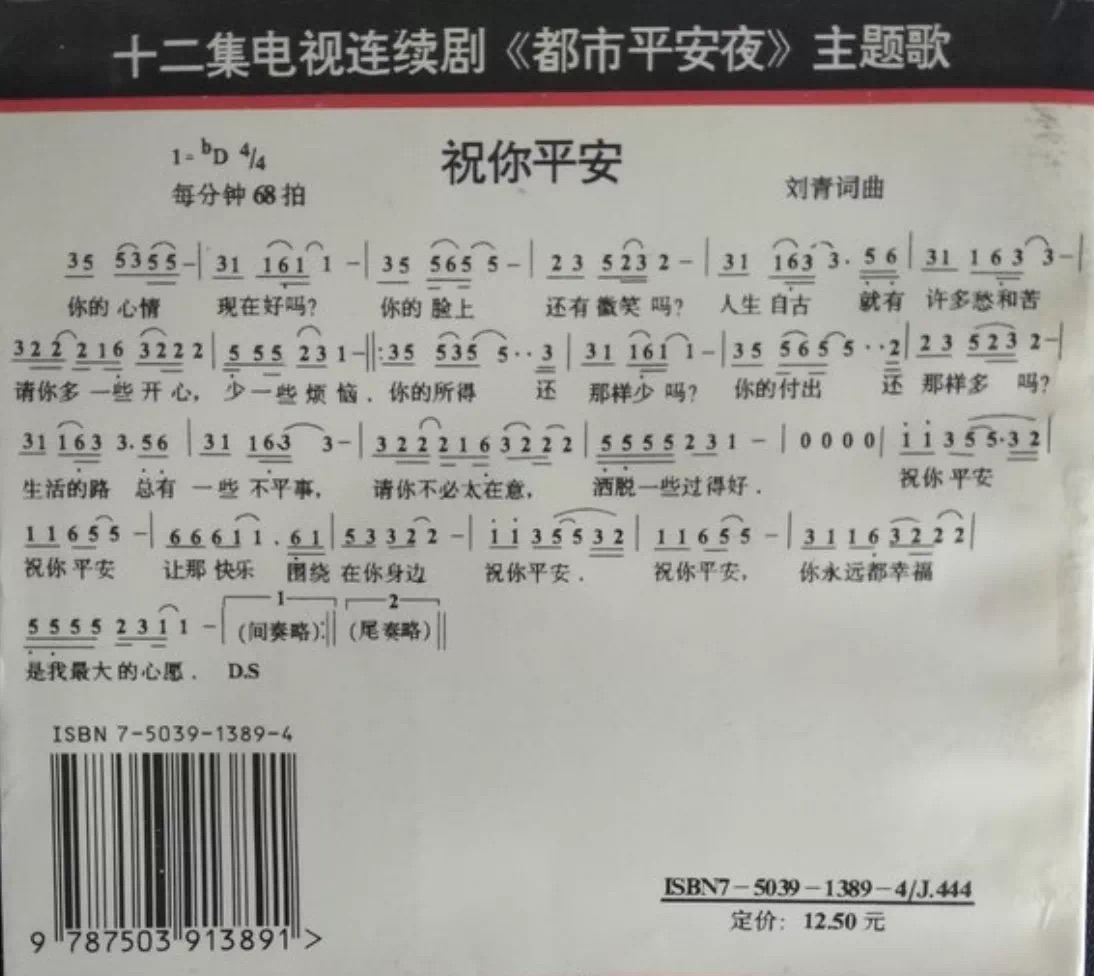 十二集电视连续剧《都市平安夜》主题歌
祝你平安
1=ᵇD 4/4
每分钟68拍
刘青词曲
35 5355-| 31 161 1 -| 35 565 5-| 23 523 2-| 31 163 3. 56| 31 163 3-|
你的 心情 现在好吗? 你的 脸上 还有微笑 吗? 人生 自古 就有 许多愁和苦
322 216 3222| 555 231-‖:35 535 5·· 3| 31 161 1-| 35 565 5··2| 23 523 2-|
请你多 一些 开 心, 少 一些 烦 恼. 你的所得 还 那样少 吗? 你的付出 还 那样多 吗?
31 163 3.56 | 31 163 3-| 322 216 3222| 5555 231 - | 0000| i i 355·32|
生活的路 总有 一些 不平事, 请你不必太在意, 洒脱一些过得好. 祝你 平安
11655 -| 66611.61| 53322 -| i i 35532| 11655 -| 31163222|
祝你 平安 让那 快乐 围绕 在你身边 祝你平安. 祝你平安, 你永远都幸福
5555 2311 -| 1 (间奏略):‖ 2 (尾奏略)‖
是我最大的心愿. D.S
ISBN 7-5039-1389-4
9 787503 913891 >
ISBN7-5039-1389-4/J.444
定价: 12.50元